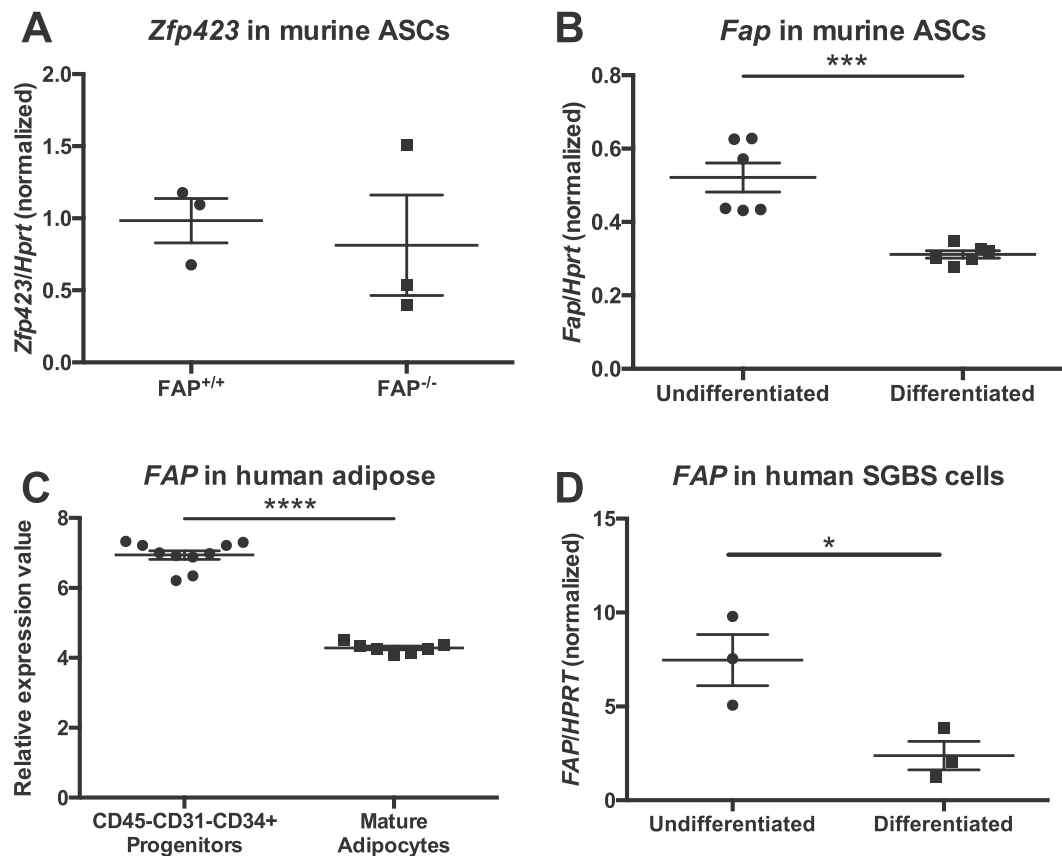 A
Zfp423 in murine ASCs
Zfp423/Hprt (normalized)
2.0
1.5
1.0
0.5
0.0
FAP+/+
FAP-/-
B
Fap in murine ASCs
***
Fap/Hprt (normalized)
0.8
0.6
0.4
0.2
0.0
Undifferentiated
Differentiated
C
FAP in human adipose
****
Relative expression value
8
6
4
2
0
CD45-CD31-CD34+
Progenitors
Mature
Adipocytes
D
FAP in human SGBS cells
*
FAP/HPRT (normalized)
15
10
5
0
Undifferentiated
Differentiated